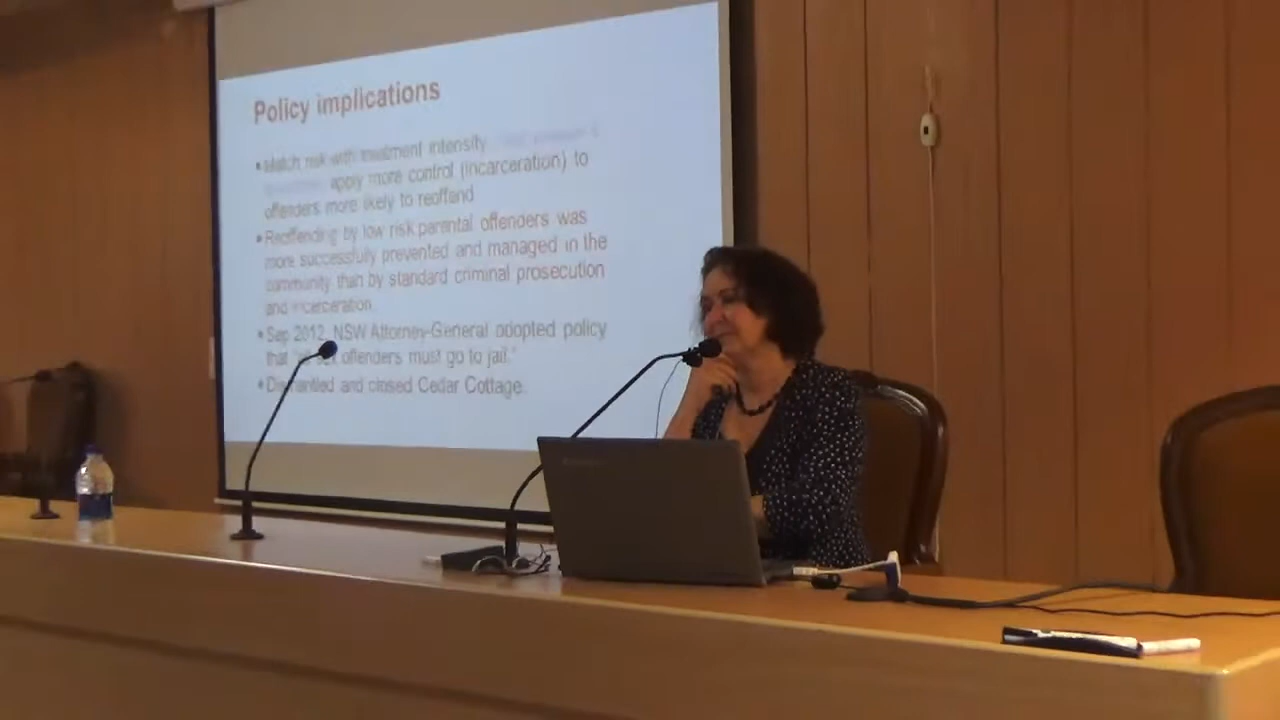 Policy implications
• Match risk with treatment intensity
apply more control (incarceration) to
offenders more likely to reoffend
• Reoffending by low risk parental offenders was
more successfully prevented and managed in the
community than by standard criminal prosecution
and incarceration
• Sep 2012, NSW Attorney-General adopted policy
that sex offenders must go to jail."
• Dismantled and closed Cedar Cottage.